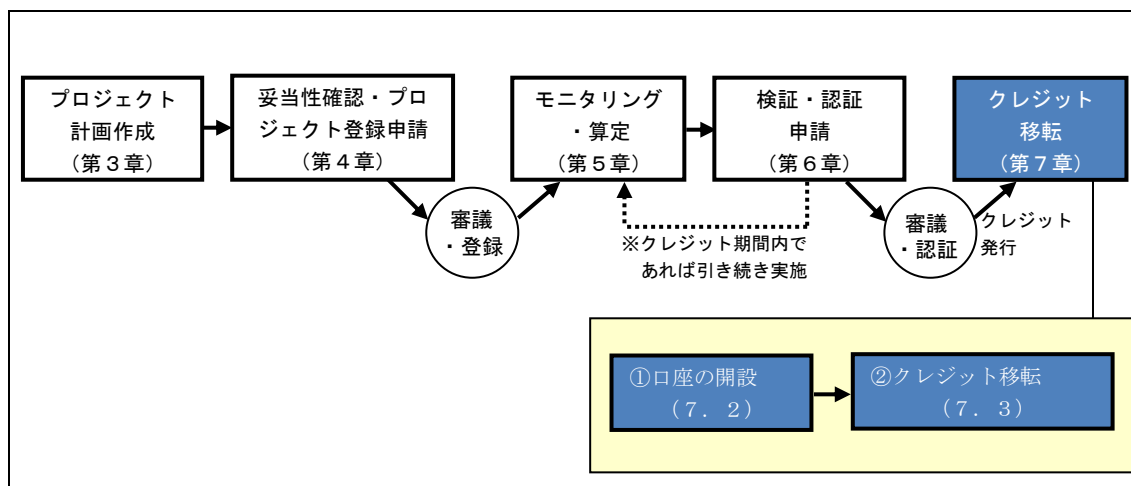 プロジェクト
計画作成
（第３章）
妥当性確認・プロ
ジェクト登録申請
（第４章）
モニタリング
・算定
（第５章）
検証・認証
申請
（第６章）
クレジット
移転
（第７章）
審議
・登録
※クレジット期間内で
あれば引き続き実施
審議
・認証
クレジット
発行
①口座の開設
（７．２）
②クレジット移転
（７．３）